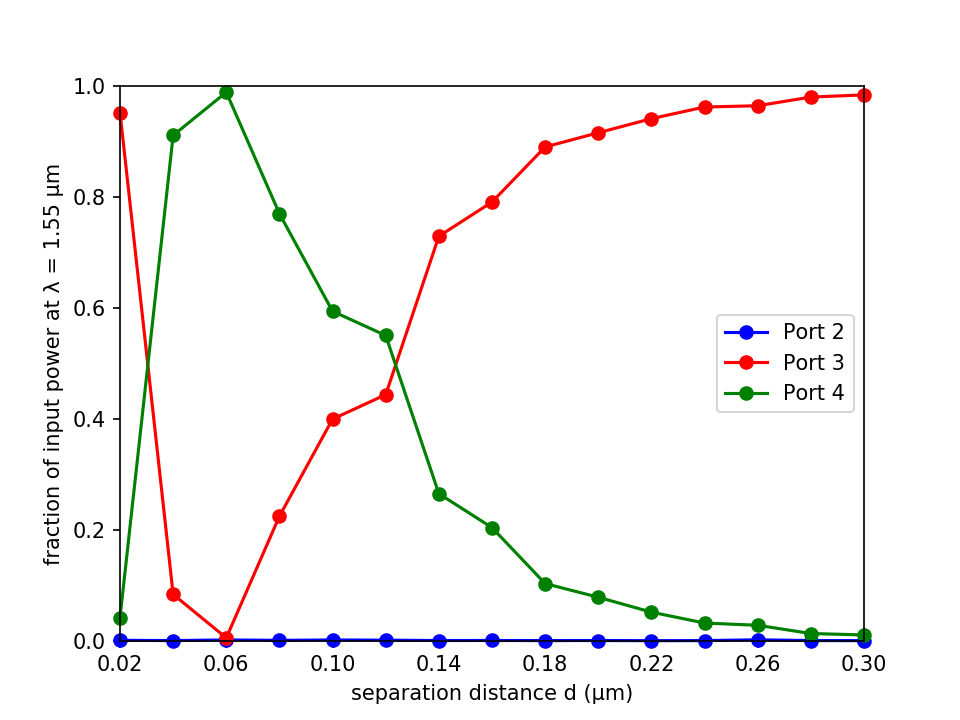 1.0
0.8
0.6
0.4
0.2
0.0
fraction of input power at λ = 1.55 μm
Port 2
Port 3
Port 4
0.02 0.06 0.10 0.14 0.18 0.22 0.26 0.30
separation distance d (μm)